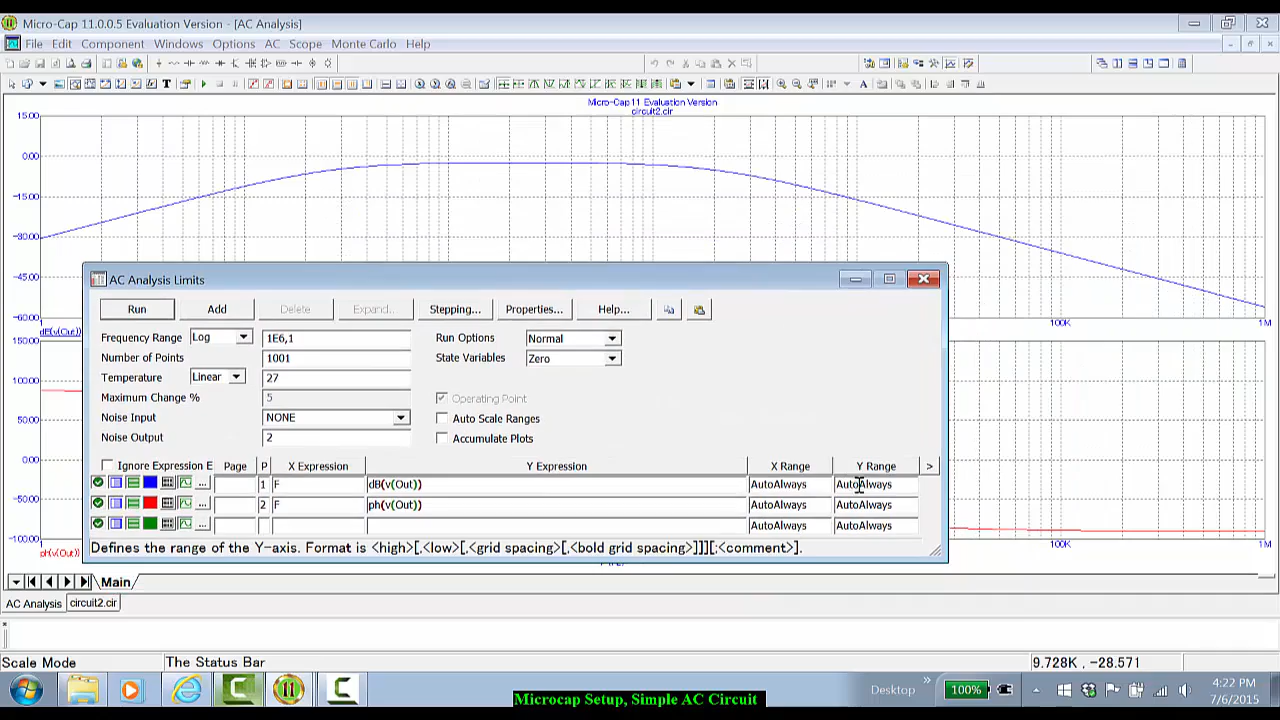 Micro-Cap 11.0.0.5 Evaluation Version - [AC Analysis]
File Edit Component Windows Options AC Scope Monte Carlo Help
Micro-Cap 11 Evaluation Version
circuit2.cir
15.00
0.00
-15.00
-30.00
-45.00
-60.00
dB(v(Out))
100K
1M
150.00
100.00
50.00
0.00
-50.00
-100.00
ph(v(Out))
100K
1M
AC Analysis Limits
Run Add Delete Expand... Stepping... Properties... Help...
Frequency Range Log 1E6,1 Run Options Normal
Number of Points 1001 State Variables Zero
Temperature Linear 27
Maximum Change % 5 Operating Point
Noise Input NONE Auto Scale Ranges
Noise Output 2 Accumulate Plots
Ignore Expression E Page P X Expression Y Expression X Range Y Range >
... 1 F dB(v(Out)) AutoAlways AutoAlways
... 2 F ph(v(Out)) AutoAlways AutoAlways
... AutoAlways AutoAlways
Defines the range of the Y-axis. Format is <high>[,<low>[,<grid spacing>[,<bold grid spacing>]]][;<comment>].
Main
AC Analysis circuit2.cir
Scale Mode The Status Bar 9.728K, -28.571
Desktop » 100% 4:22 PM
7/6/2015
Microcap Setup, Simple AC Circuit